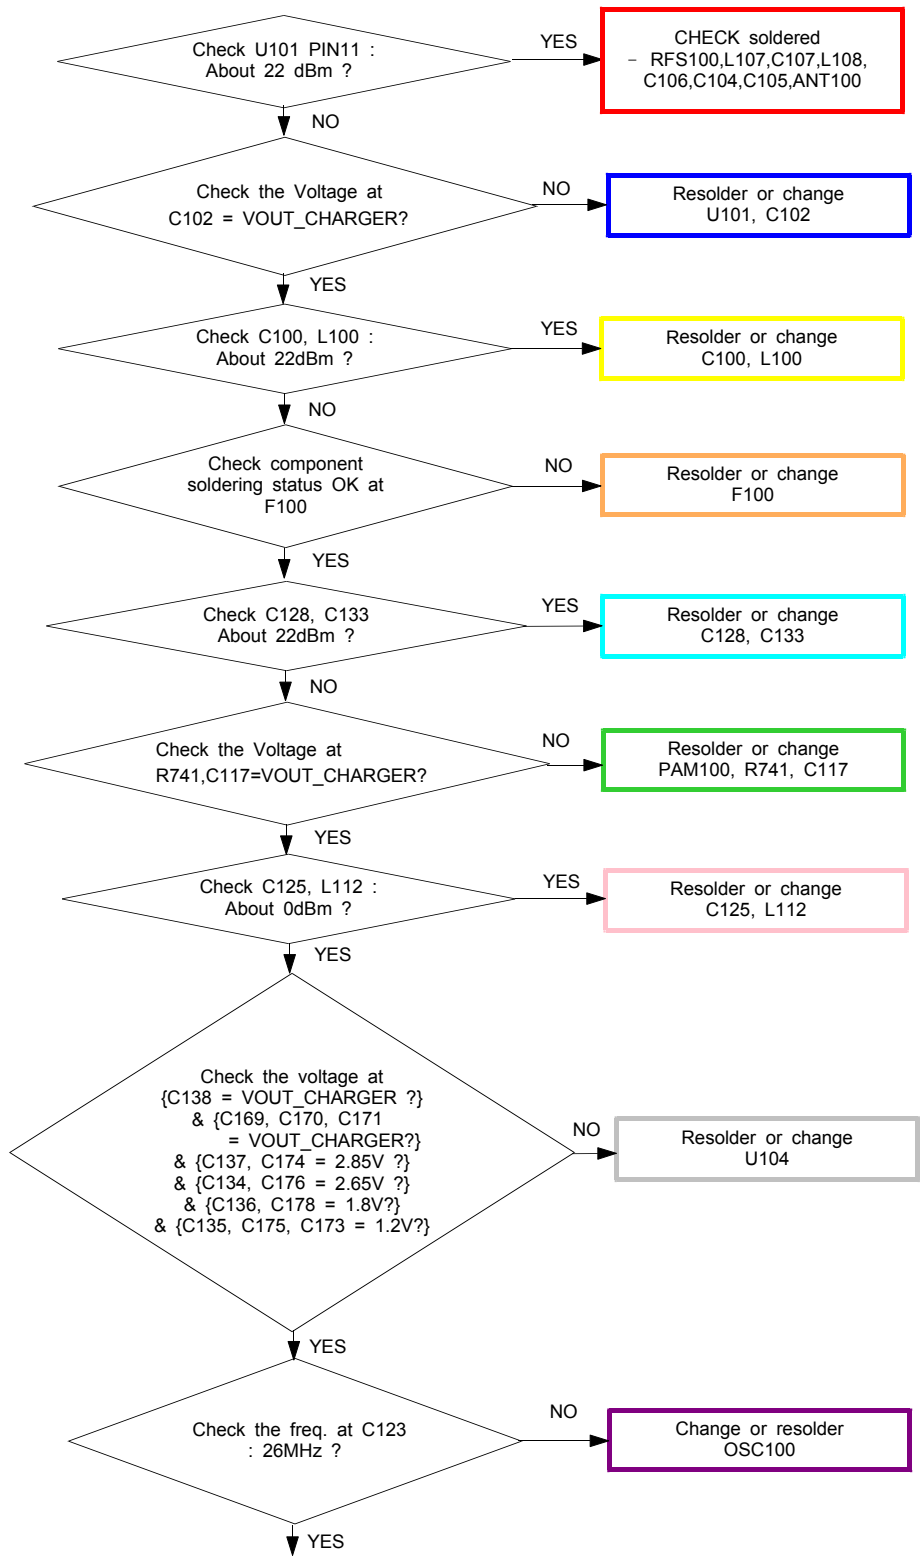 Check U101 PIN11 :
About 22 dBm ?
YES
CHECK soldered
– RFS100,L107,C107,L108,
C106,C104,C105,ANT100
NO
Check the Voltage at
C102 = VOUT_CHARGER?
NO
Resolder or change
U101, C102
YES
Check C100, L100 :
About 22dBm ?
YES
Resolder or change
C100, L100
NO
Check component
soldering status OK at
F100
NO
Resolder or change
F100
YES
Check C128, C133
About 22dBm ?
YES
Resolder or change
C128, C133
NO
Check the Voltage at
R741,C117=VOUT_CHARGER?
NO
Resolder or change
PAM100, R741, C117
YES
Check C125, L112 :
About 0dBm ?
YES
Resolder or change
C125, L112
YES
Check the voltage at
{C138 = VOUT_CHARGER ?}
& {C169, C170, C171
= VOUT_CHARGER?}
& {C137, C174 = 2.85V ?}
& {C134, C176 = 2.65V ?}
& {C136, C178 = 1.8V?}
& {C135, C175, C173 = 1.2V?}
NO
Resolder or change
U104
YES
Check the freq. at C123
: 26MHz ?
NO
Change or resolder
OSC100
YES